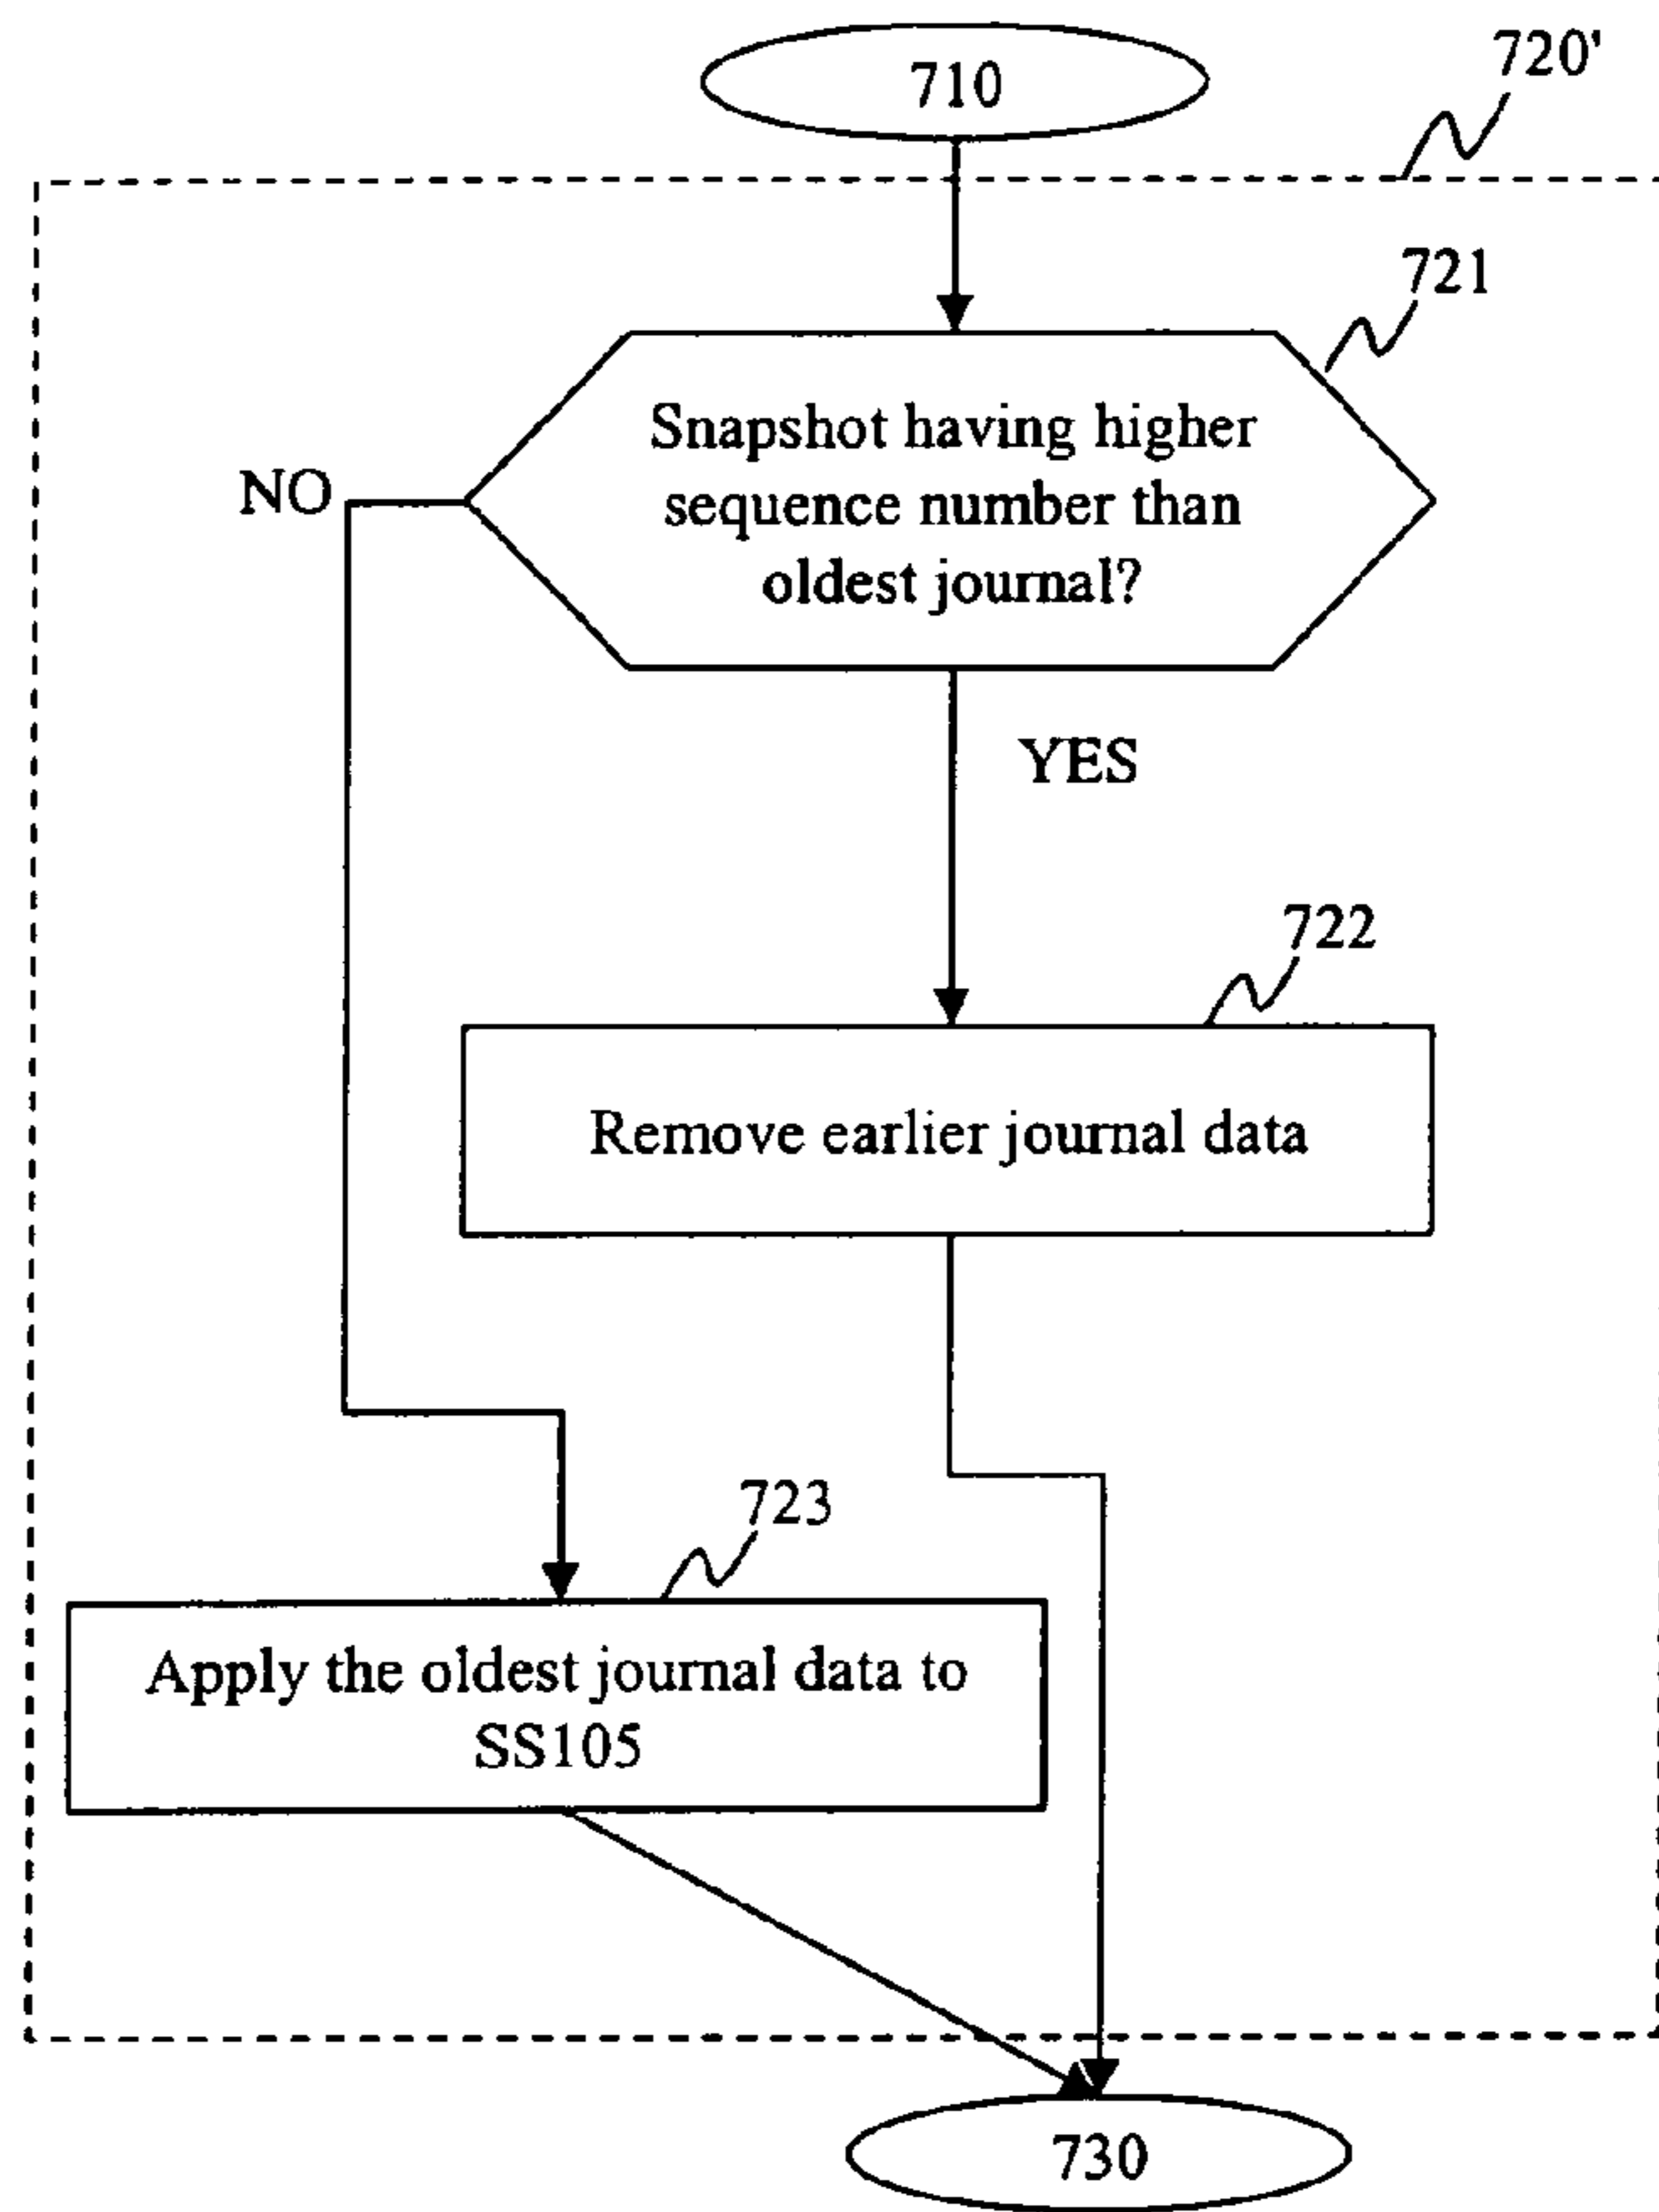 710
720'
721
Snapshot having higher
sequence number than
oldest journal?
NO
YES
722
Remove earlier journal data
723
Apply the oldest journal data to
SS105
730